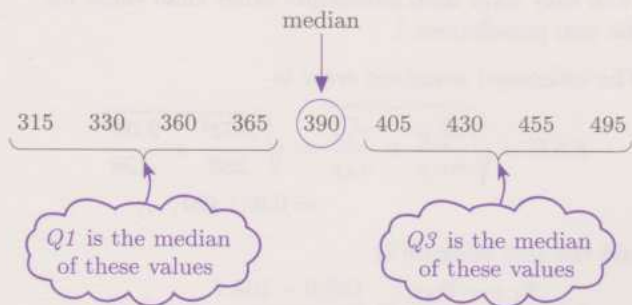 median
315 330 360 365 390 405 430 455 495
Q1 is the median
of these values
Q3 is the median
of these values